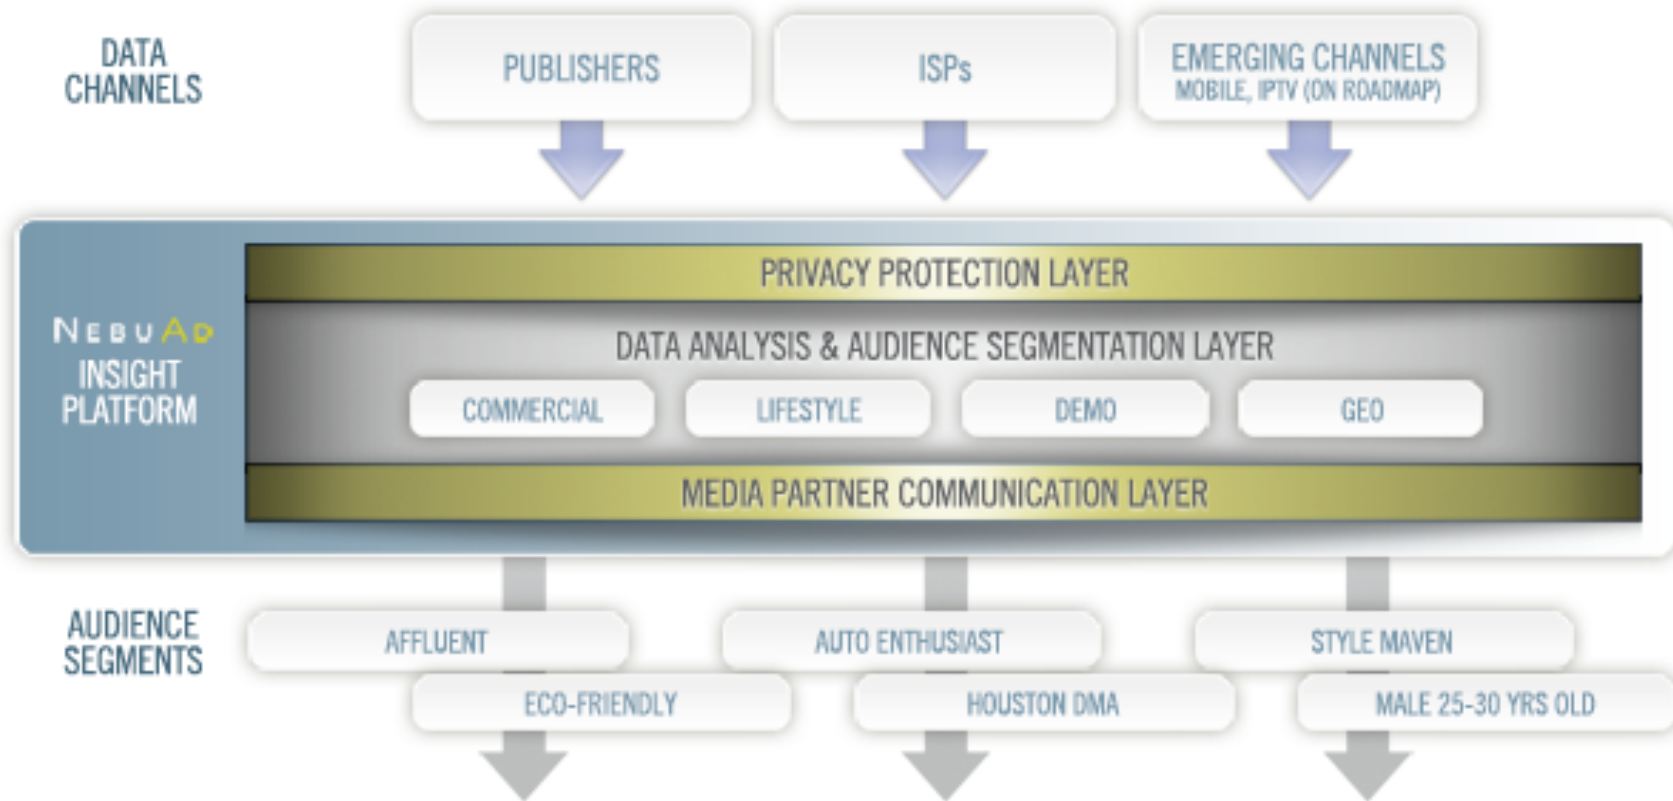 DATA
CHANNELS
PUBLISHERS
ISPs
EMERGING CHANNELS
MOBILE, IPTV (ON ROADMAP)
PRIVACY PROTECTION LAYER
NEBUAD
INSIGHT
PLATFORM
DATA ANALYSIS & AUDIENCE SEGMENTATION LAYER
COMMERCIAL
LIFESTYLE
DEMO
GEO
MEDIA PARTNER COMMUNICATION LAYER
AUDIENCE
SEGMENTS
AFFLUENT
AUTO ENTHUSIAST
STYLE MAVEN
ECO-FRIENDLY
HOUSTON DMA
MALE 25-30 YRS OLD